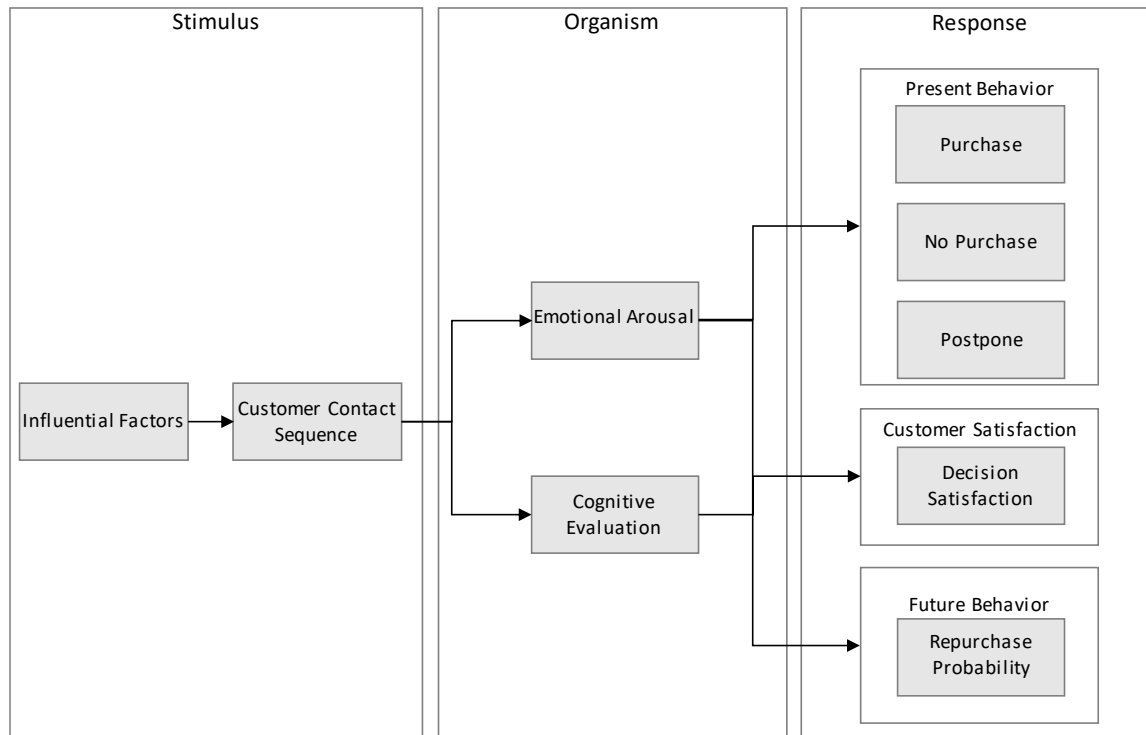 Stimulus
Organism
Response
Influential Factors
Customer Contact
Sequence
Emotional Arousal
Cognitive
Evaluation
Present Behavior
Purchase
No Purchase
Postpone
Customer Satisfaction
Decision
Satisfaction
Future Behavior
Repurchase
Probability